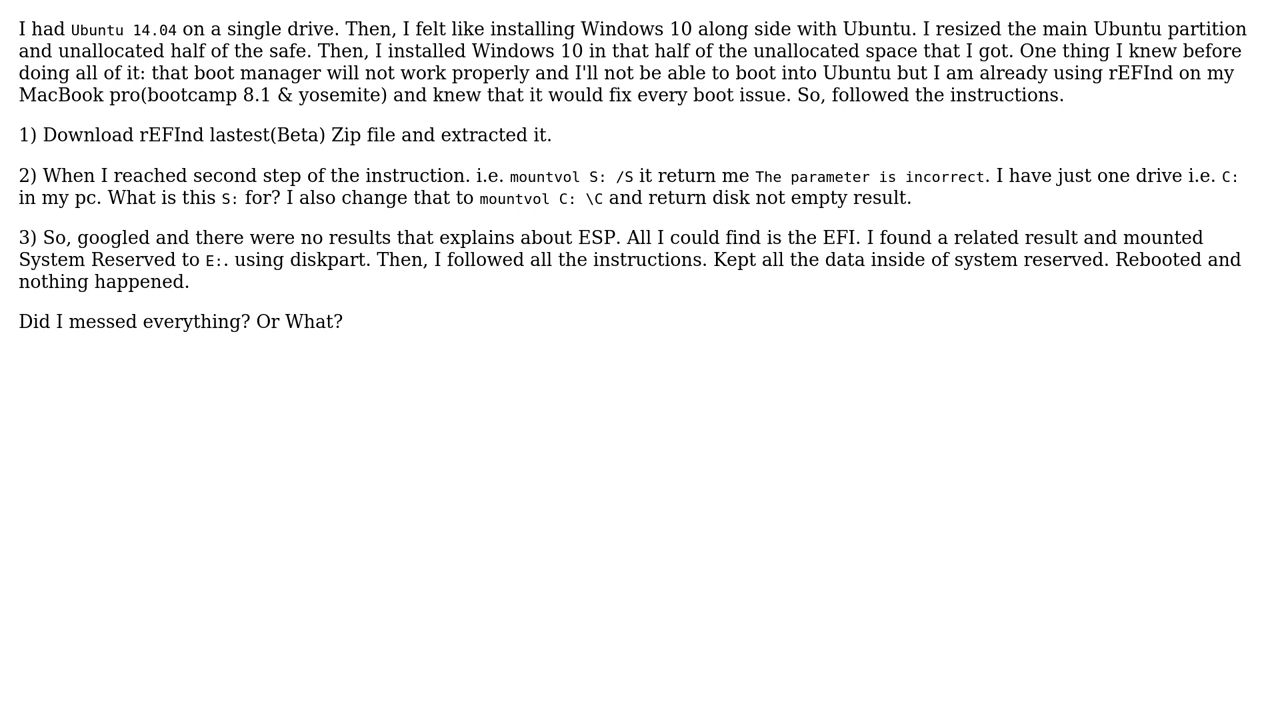 I had Ubuntu 14.04 on a single drive. Then, I felt like installing Windows 10 along side with Ubuntu. I resized the main Ubuntu partition
and unallocated half of the safe. Then, I installed Windows 10 in that half of the unallocated space that I got. One thing I knew before
doing all of it: that boot manager will not work properly and I'll not be able to boot into Ubuntu but I am already using rEFInd on my
MacBook pro(bootcamp 8.1 & yosemite) and knew that it would fix every boot issue. So, followed the instructions.
1) Download rEFInd lastest(Beta) Zip file and extracted it.
2) When I reached second step of the instruction. i.e. mountvol S: /S it return me The parameter is incorrect. I have just one drive i.e. C:
in my pc. What is this S: for? I also change that to mountvol C: \C and return disk not empty result.
3) So, googled and there were no results that explains about ESP. All I could find is the EFI. I found a related result and mounted
System Reserved to E:. using diskpart. Then, I followed all the instructions. Kept all the data inside of system reserved. Rebooted and
nothing happened.
Did I messed everything? Or What?